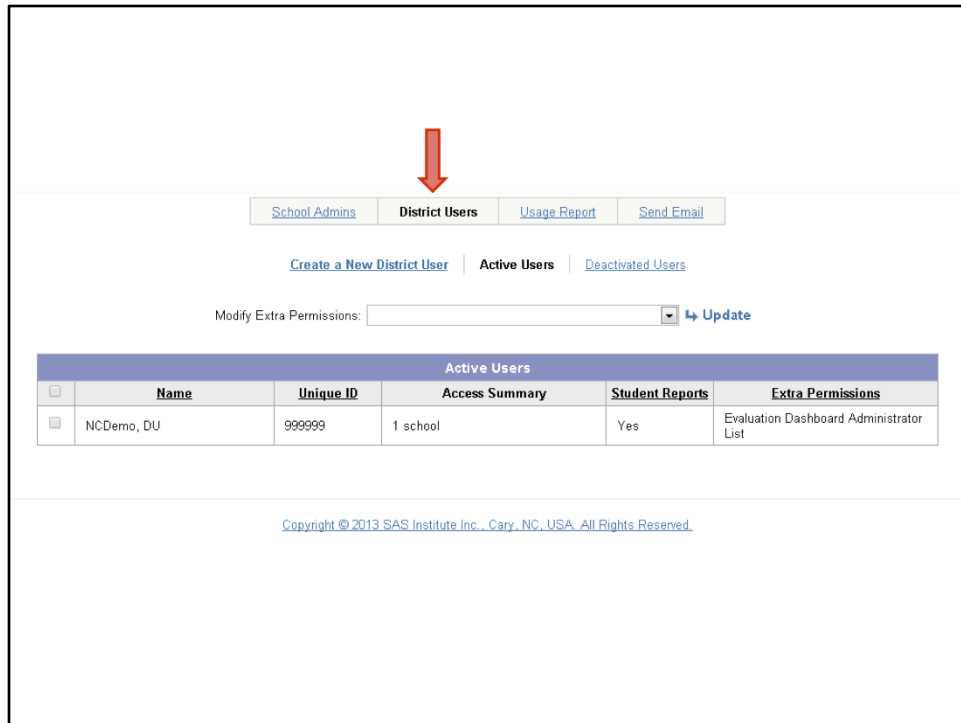 School Admins District Users Usage Report Send Email
Create a New District User Active Users Deactivated Users
Modify Extra Permissions: Update
Active Users
Name Unique ID Access Summary Student Reports Extra Permissions
NCDemo, DU 999999 1 school Yes Evaluation Dashboard Administrator
List
Copyright © 2013 SAS Institute Inc., Cary, NC, USA. All Rights Reserved.